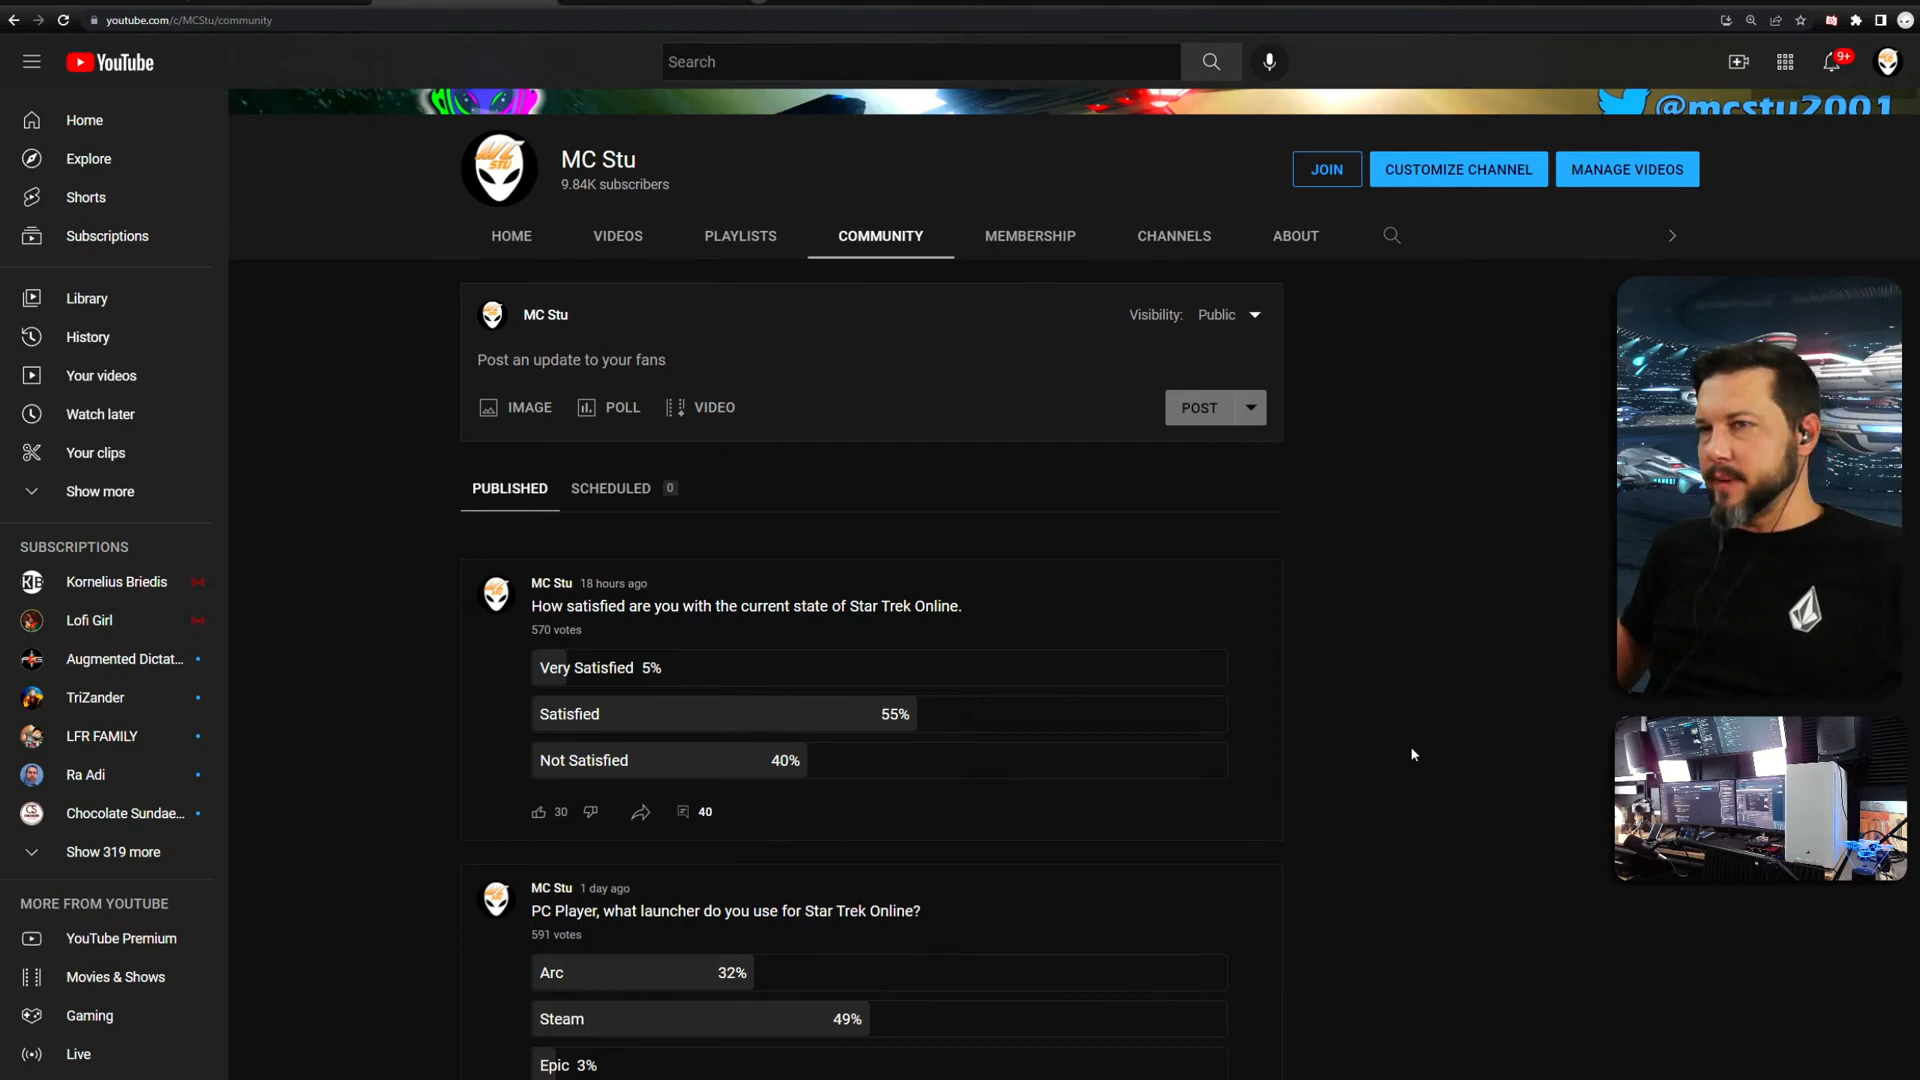 youtube.com/c/MCStu/community
YouTube
Search
9+
Home
Explore
Shorts
Subscriptions
Library
History
Your videos
Watch later
Your clips
Show more
SUBSCRIPTIONS
Kornelius Briedis
Lofi Girl
Augmented Dictat...
TriZander
LFR FAMILY
Ra Adi
Chocolate Sundae...
Show 319 more
MORE FROM YOUTUBE
YouTube Premium
Movies & Shows
Gaming
Live
@mcstu2001
MC STU
MC Stu
9.84K subscribers
JOIN
CUSTOMIZE CHANNEL
MANAGE VIDEOS
HOME
VIDEOS
PLAYLISTS
COMMUNITY
MEMBERSHIP
CHANNELS
ABOUT
MC Stu
Visibility: Public
Post an update to your fans
IMAGE
POLL
VIDEO
POST
PUBLISHED
SCHEDULED 0
MC Stu 18 hours ago
How satisfied are you with the current state of Star Trek Online.
570 votes
Very Satisfied 5%
Satisfied 55%
Not Satisfied 40%
30
40
MC Stu 1 day ago
PC Player, what launcher do you use for Star Trek Online?
591 votes
Arc 32%
Steam 49%
Epic 3%